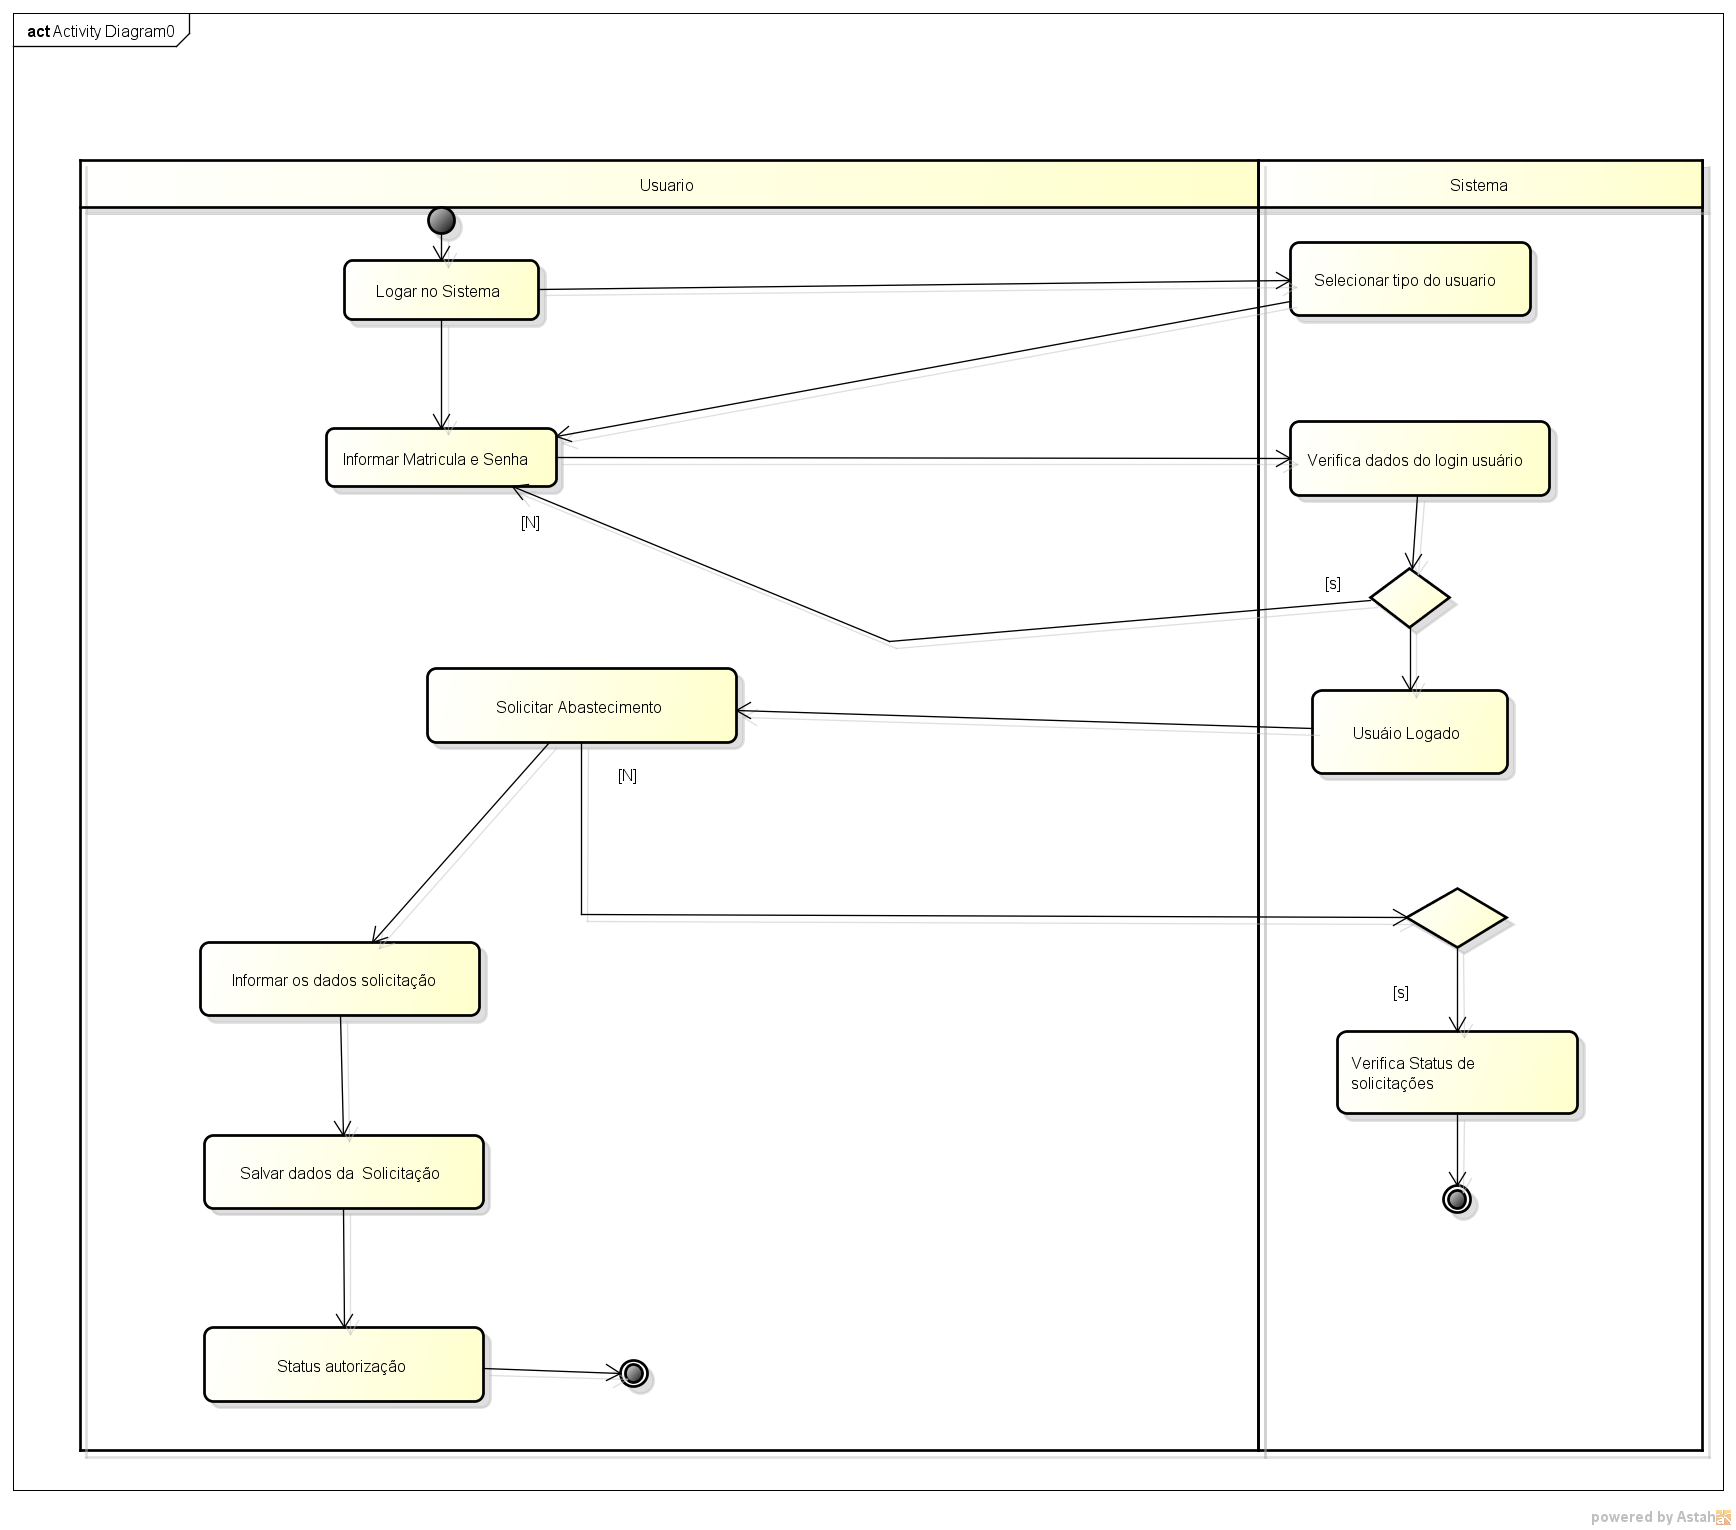 act Activity Diagram0
Usuario
Sistema
Logar no Sistema
Selecionar tipo do usuario
Informar Matricula e Senha
Verifica dados do login usuário
[N]
[s]
Solicitar Abastecimento
Usuáio Logado
[N]
Informar os dados solicitação
[s]
Verifica Status de
solicitações
Salvar dados da  Solicitação
Status autorização
powered by Astah